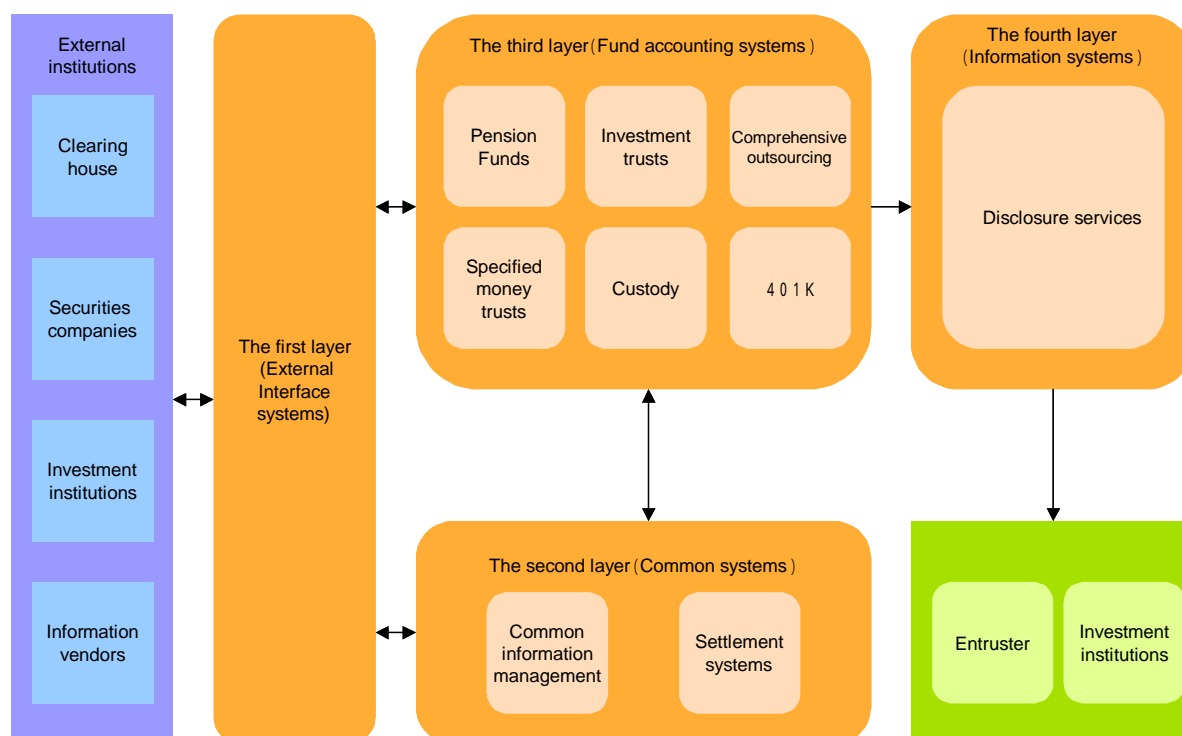 External
institutions
Clearing
house
Securities
companies
Investment
institutions
Information
vendors
The first layer
(External
Interface
systems)
The third layer(Fund accounting systems)
Pension
Funds
Investment
trusts
Comprehensive
outsourcing
Specified
money
trusts
Custody
401K
The second layer(Common systems)
Common
information
management
Settlement
systems
The fourth layer
(Information systems)
Disclosure services
Entruster
Investment
institutions